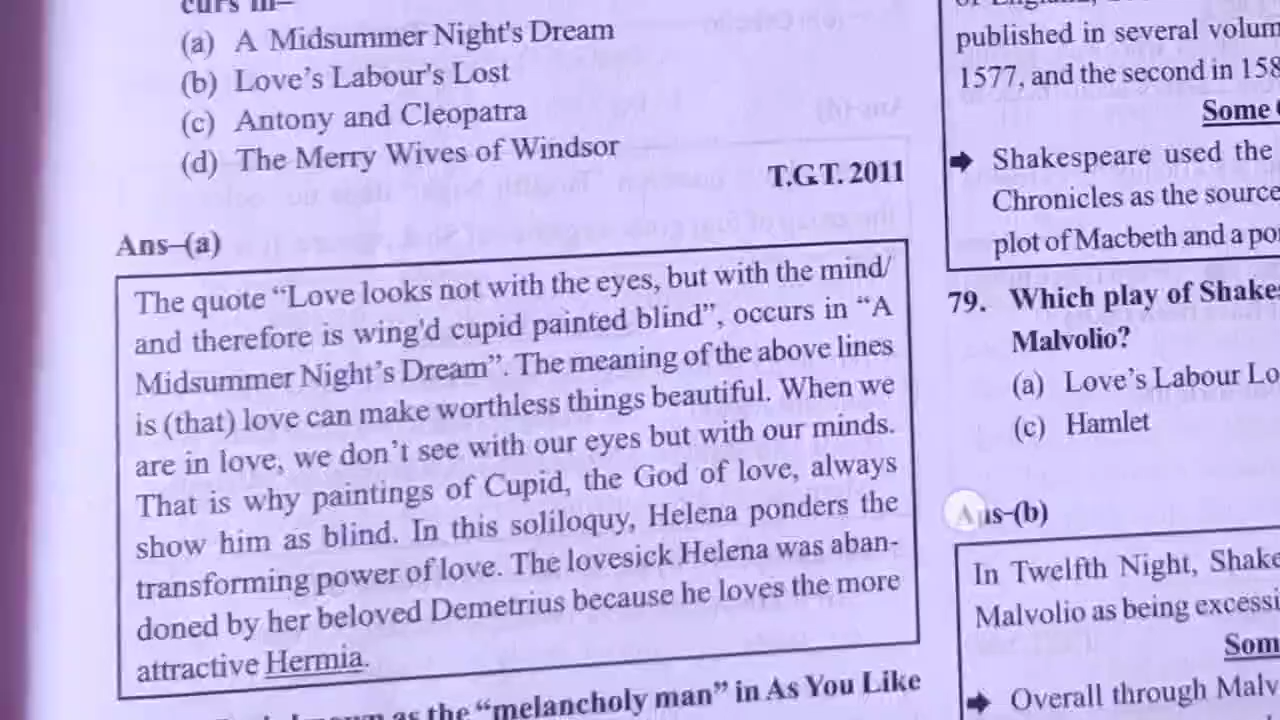 curs in–
(a) A Midsummer Night's Dream
(b) Love's Labour's Lost
(c) Antony and Cleopatra
(d) The Merry Wives of Windsor
T.G.T. 2011
Ans–(a)
The quote “Love looks not with the eyes, but with the mind/
and therefore is wing'd cupid painted blind”, occurs in “A
Midsummer Night's Dream”. The meaning of the above lines
is (that) love can make worthless things beautiful. When we
are in love, we don't see with our eyes but with our minds.
That is why paintings of Cupid, the God of love, always
show him as blind. In this soliloquy, Helena ponders the
transforming power of love. The lovesick Helena was aban-
doned by her beloved Demetrius because he loves the more
attractive Hermia.
as the “melancholy man” in As You Like
of England,
published in several volum
1577, and the second in 158
Some
➡ Shakespeare used the
Chronicles as the source
plot of Macbeth and a po
79. Which play of Shake
Malvolio?
(a) Love's Labour Lo
(c) Hamlet
Ans–(b)
In Twelfth Night, Shake
Malvolio as being excessi
Som
➡ Overall through Malv